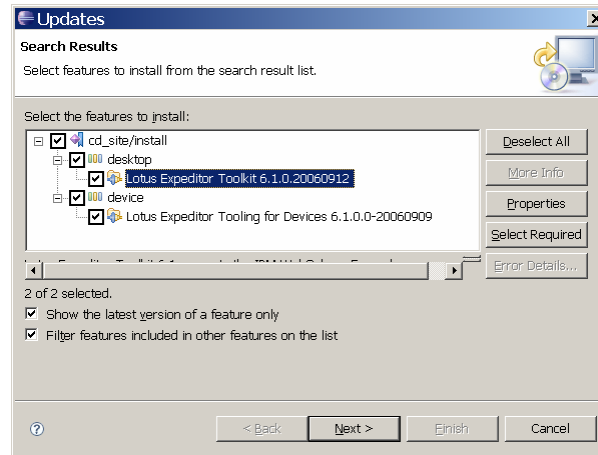 Updates
Search Results
Select features to install from the search result list.
Select the features to install:
cd_site/install
desktop
Lotus Expeditor Toolkit 6.1.0.20060912
device
Lotus Expeditor Tooling for Devices 6.1.0.0-20060909
Deselect All
More Info
Properties
Select Required
Error Details...
2 of 2 selected.
Show the latest version of a feature only
Filter features included in other features on the list
< Back
Next >
Finish
Cancel